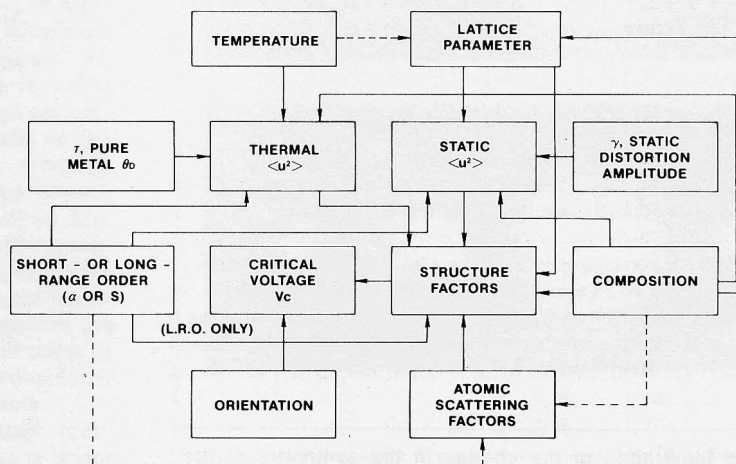 TEMPERATURE
LATTICE
PARAMETER
τ, PURE
METAL θD
THERMAL
<u²>
STATIC
<u²>
γ, STATIC
DISTORTION
AMPLITUDE
SHORT - OR LONG -
RANGE ORDER
(α OR S)
CRITICAL
VOLTAGE
Vc
STRUCTURE
FACTORS
COMPOSITION
(L.R.O. ONLY)
ORIENTATION
ATOMIC
SCATTERING
FACTORS